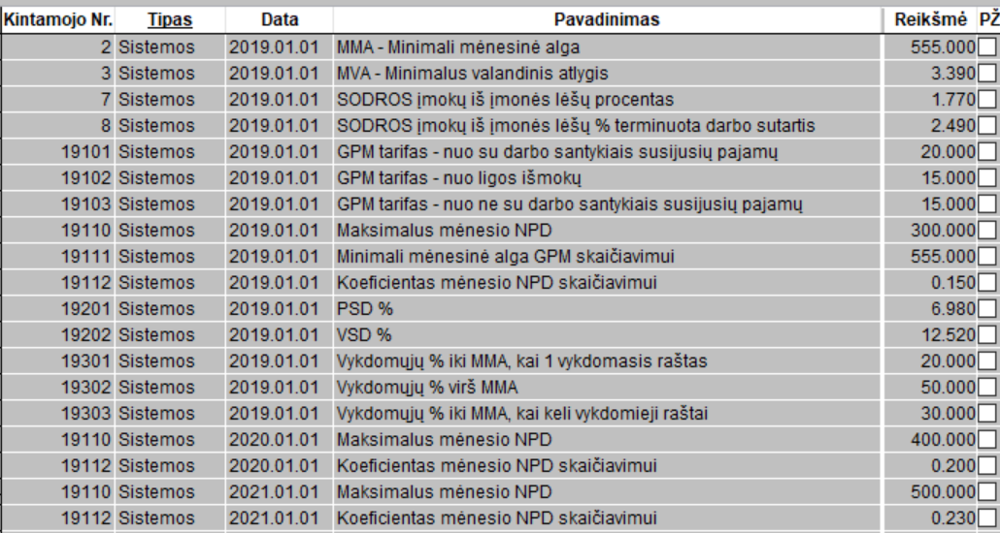 Kintamojo Nr. Tipas Data Pavadinimas Reikšmė PŽ
2 Sistemos 2019.01.01 MMA - Minimali mėnesinė alga 555.000
3 Sistemos 2019.01.01 MVA - Minimalus valandinis atlygis 3.390
7 Sistemos 2019.01.01 SODROS įmokų iš įmonės lėšų procentas 1.770
8 Sistemos 2019.01.01 SODROS įmokų iš įmonės lėšų % terminuota darbo sutartis 2.490
19101 Sistemos 2019.01.01 GPM tarifas - nuo su darbo santykiais susijusių pajamų 20.000
19102 Sistemos 2019.01.01 GPM tarifas - nuo ligos išmokų 15.000
19103 Sistemos 2019.01.01 GPM tarifas - nuo ne su darbo santykiais susijusių pajamų 15.000
19110 Sistemos 2019.01.01 Maksimalus mėnesio NPD 300.000
19111 Sistemos 2019.01.01 Minimali mėnesinė alga GPM skaičiavimui 555.000
19112 Sistemos 2019.01.01 Koeficientas mėnesio NPD skaičiavimui 0.150
19201 Sistemos 2019.01.01 PSD % 6.980
19202 Sistemos 2019.01.01 VSD % 12.520
19301 Sistemos 2019.01.01 Vykdomųjų % iki MMA, kai 1 vykdomasis raštas 20.000
19302 Sistemos 2019.01.01 Vykdomųjų % virš MMA 50.000
19303 Sistemos 2019.01.01 Vykdomųjų % iki MMA, kai keli vykdomieji raštai 30.000
19110 Sistemos 2020.01.01 Maksimalus mėnesio NPD 400.000
19112 Sistemos 2020.01.01 Koeficientas mėnesio NPD skaičiavimui 0.200
19110 Sistemos 2021.01.01 Maksimalus mėnesio NPD 500.000
19112 Sistemos 2021.01.01 Koeficientas mėnesio NPD skaičiavimui 0.230